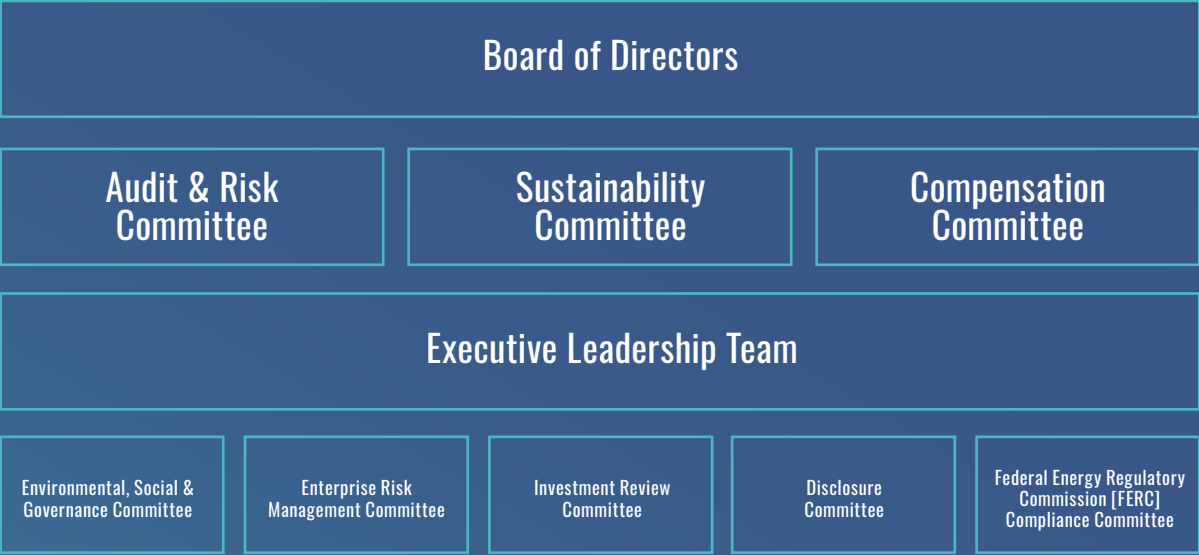 Board of Directors
Audit & Risk
Committee
Sustainability
Committee
Compensation
Committee
Executive Leadership Team
Environmental, Social &
Governance Committee
Enterprise Risk
Management Committee
Investment Review
Committee
Disclosure
Committee
Federal Energy Regulatory
Commission [FERC]
Compliance Committee